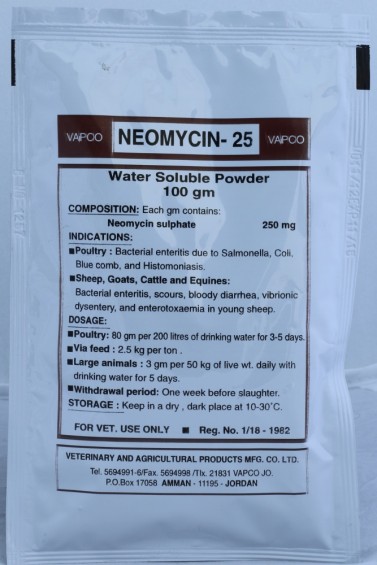 VAPCO NEOMYCIN- 25 VAPCO
Water Soluble Powder
100 gm
COMPOSITION: Each gm contains:
Neomycin sulphate 250 mg
INDICATIONS:
■Poultry : Bacterial enteritis due to Salmonella, Coli.
Blue comb, and Histomoniasis.
■Sheep, Goats, Cattle and Equines:
Bacterial enteritis, scours, bloody diarrhea, vibrionic
dysentery, and enterotoxaemia in young sheep.
DOSAGE:
■Poultry: 80 gm per 200 litres of drinking water for 3-5 days.
■Via feed : 2.5 kg per ton .
■Large animals : 3 gm per 50 kg of live wt. daily with
drinking water for 5 days.
■Withdrawal period: One week before slaughter.
STORAGE : Keep in a dry , dark place at 10-30°C.
FOR VET. USE ONLY ■ Reg. No. 1/18 - 1982
VETERINARY AND AGRICULTURAL PRODUCTS MFG. CO. LTD.
Tel. 5694991-6/Fax. 5694998 /Tlx. 21831 VAPCO JO.
P.O.Box 17058 AMMAN - 11195 - JORDAN